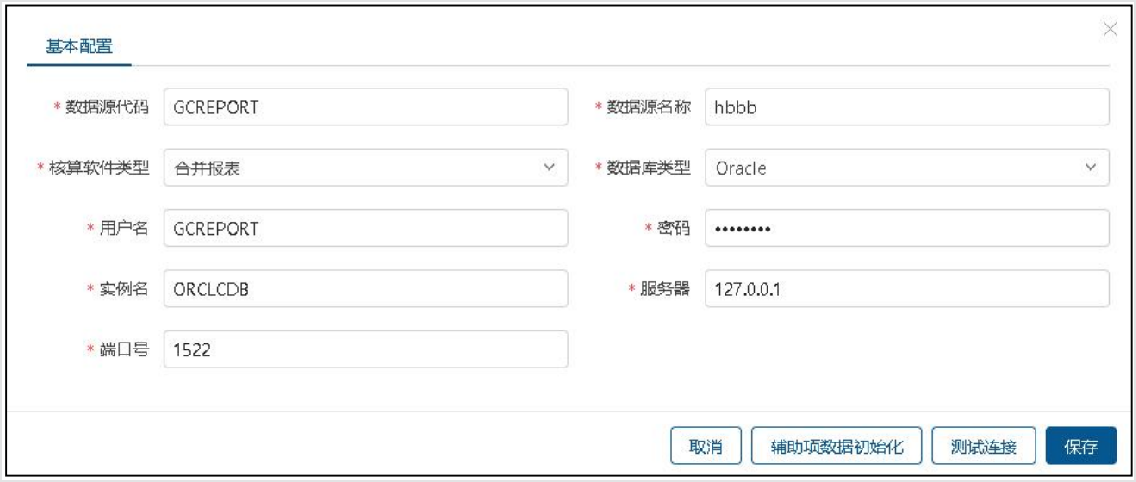 基本配置
* 数据源代码 GCREPORT * 数据源名称 hbbb
* 核算软件类型 合并报表 * 数据库类型 Oracle
* 用户名 GCREPORT * 密码 ••••••••
* 实例名 ORCLCDB * 服务器 127.0.0.1
* 端口号 1522
取消 辅助项数据初始化 测试连接 保存